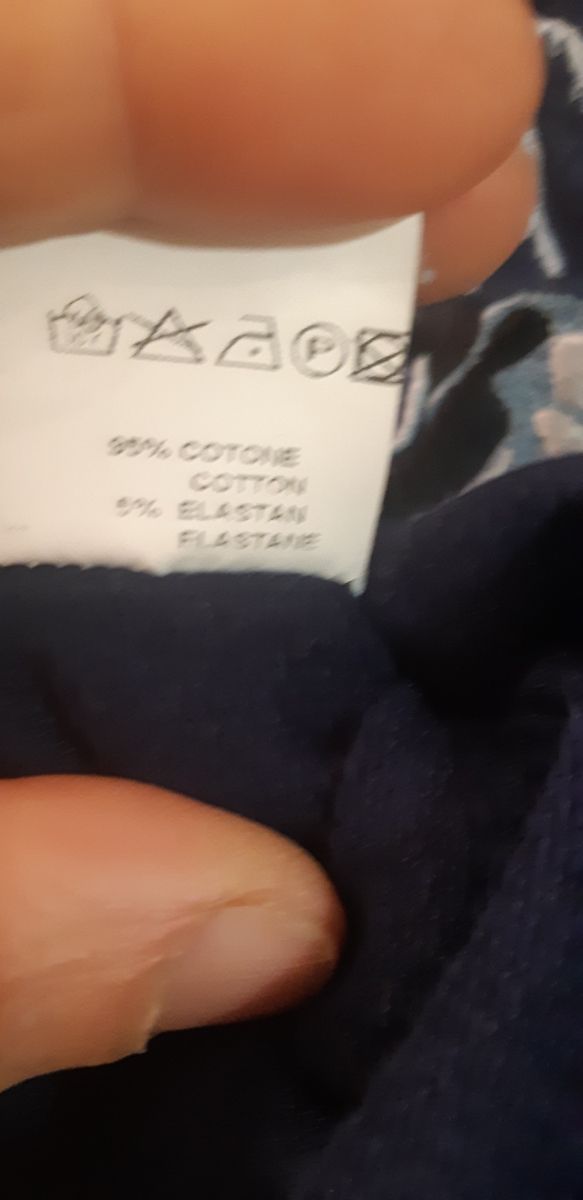 P
95% COTONE
COTTON
5% ELASTAN
ELASTANE